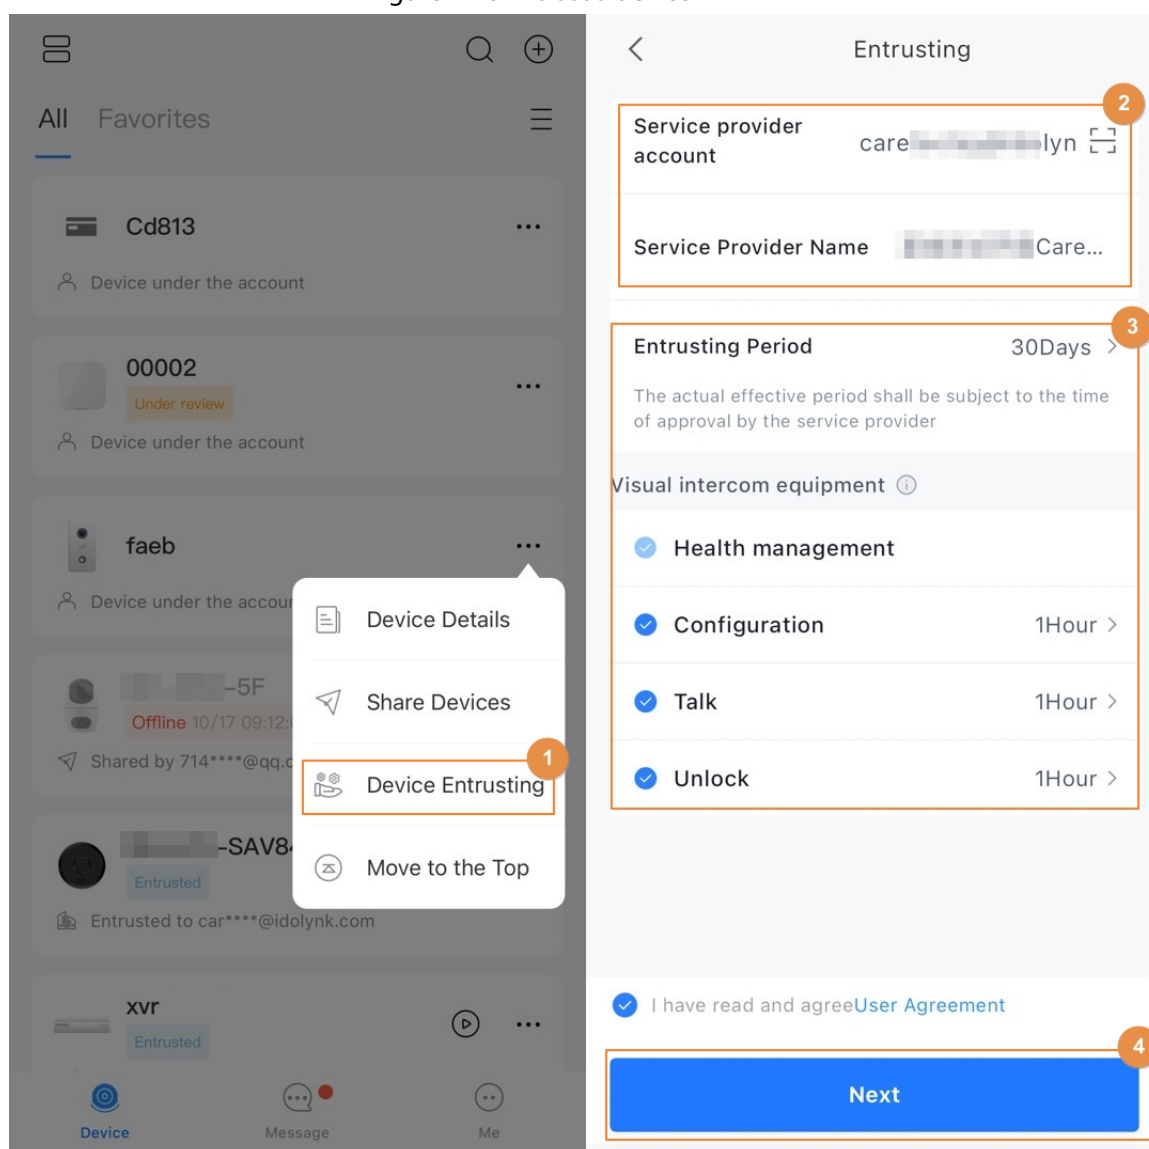 All Favorites
Cd813
Device under the account
00002
Under review
Device under the account
faeb
Device under the accour
-5F
Offline 10/17 09:12:
Shared by 714****@qq.c
-SAV84
Entrusted
Entrusted to car****@idolynk.com
xvr
Entrusted
Device
Message
Me
Device Details
Share Devices
1
Device Entrusting
Move to the Top
Entrusting
2
Service provider
account
care lyn
Service Provider Name Care...
3
Entrusting Period 30Days
The actual effective period shall be subject to the time
of approval by the service provider
Visual intercom equipment
Health management
Configuration 1Hour
Talk 1Hour
Unlock 1Hour
I have read and agreeUser Agreement
4
Next